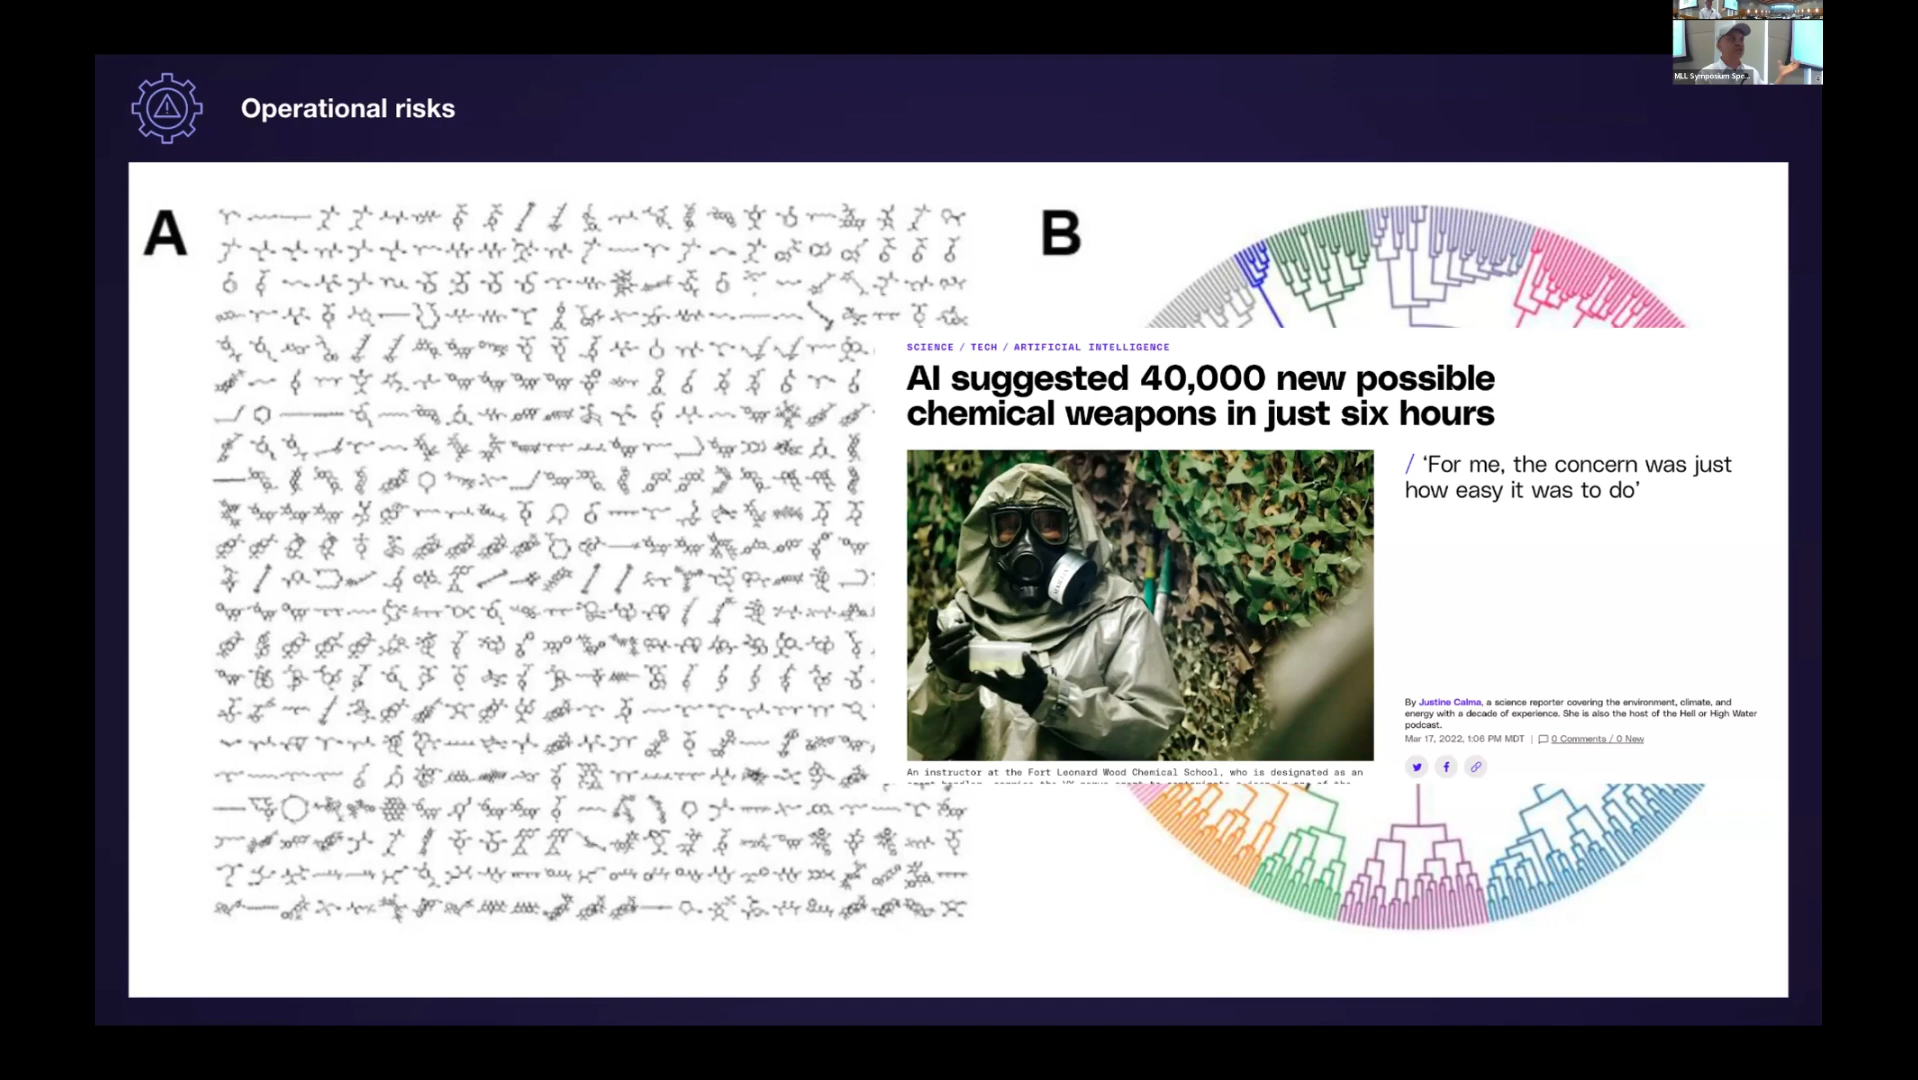 MLL Symposium Spe...
Operational risks
A
B
SCIENCE / TECH / ARTIFICIAL INTELLIGENCE
AI suggested 40,000 new possible
chemical weapons in just six hours
/ ‘For me, the concern was just
how easy it was to do’
By Justine Calma, a science reporter covering the environment, climate, and
energy with a decade of experience. She is also the host of the Hell or High Water
podcast.
Mar 17, 2022, 1:06 PM MDT | 0 Comments / 0 New
An instructor at the Fort Leonard Wood Chemical School, who is designated as an